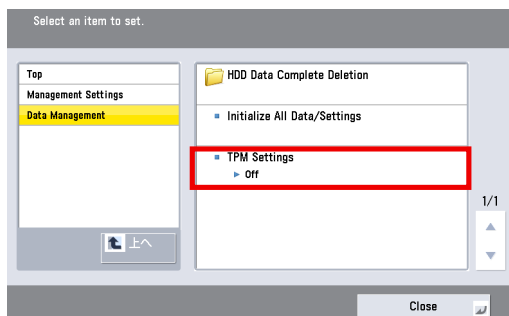 Select an item to set.
Top
Management Settings
Data Management
上へ
HDD Data Complete Deletion
Initialize All Data/Settings
TPM Settings
Off
1/1
Close